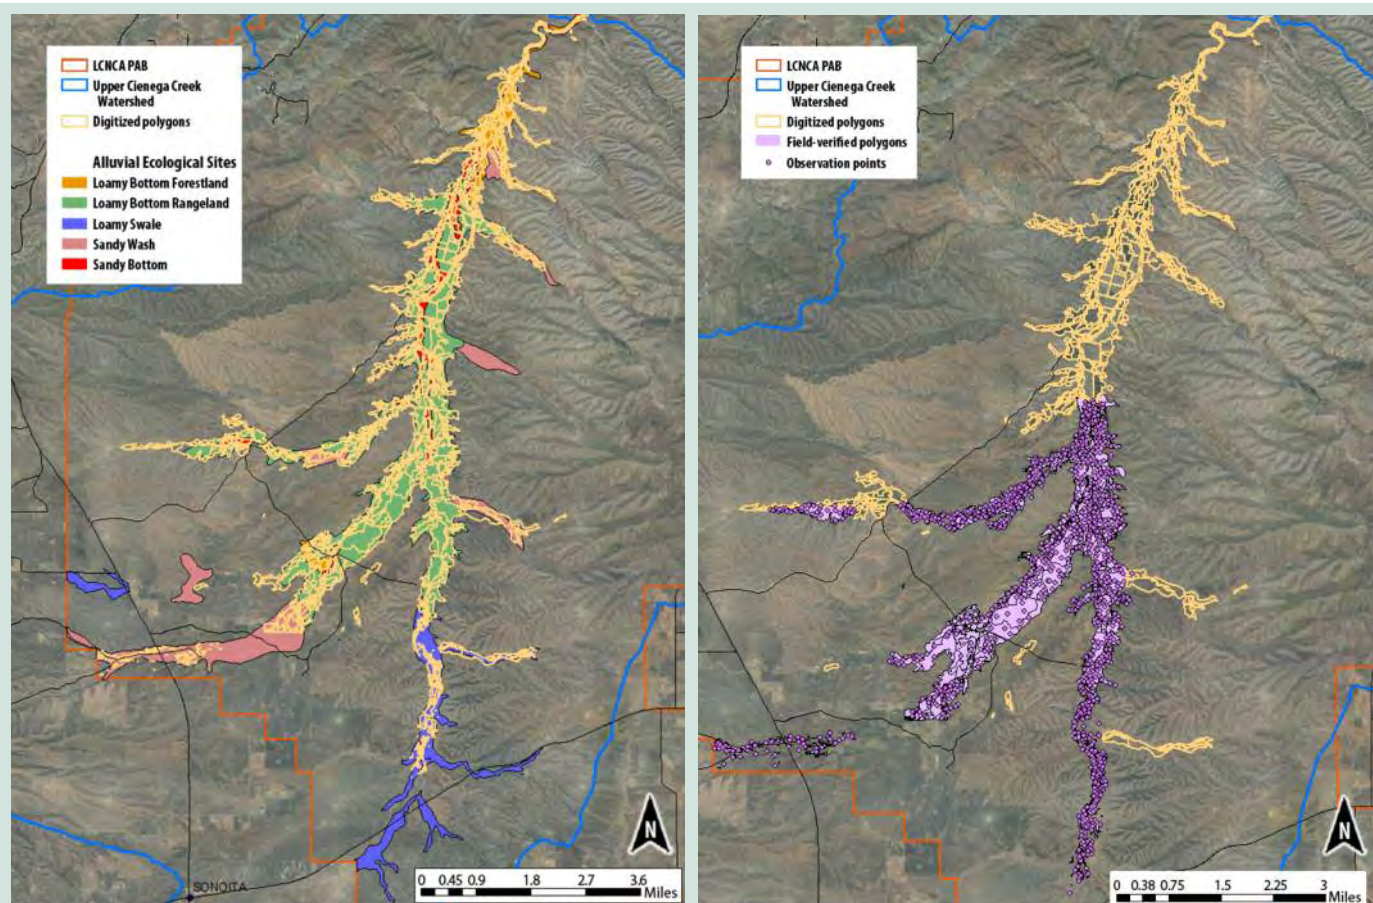 LCNCA PAB
Upper Cienega Creek
Watershed
Digitized polygons
Alluvial Ecological Sites
Loamy Bottom Forestland
Loamy Bottom Rangeland
Loamy Swale
Sandy Wash
Sandy Bottom
SONOITA
N
0 0.45 0.9 1.8 2.7 3.6
Miles
LCNCA PAB
Upper Cienega Creek
Watershed
Digitized polygons
Field-verified polygons
Observation points
N
0 0.38 0.75 1.5 2.25 3
Miles